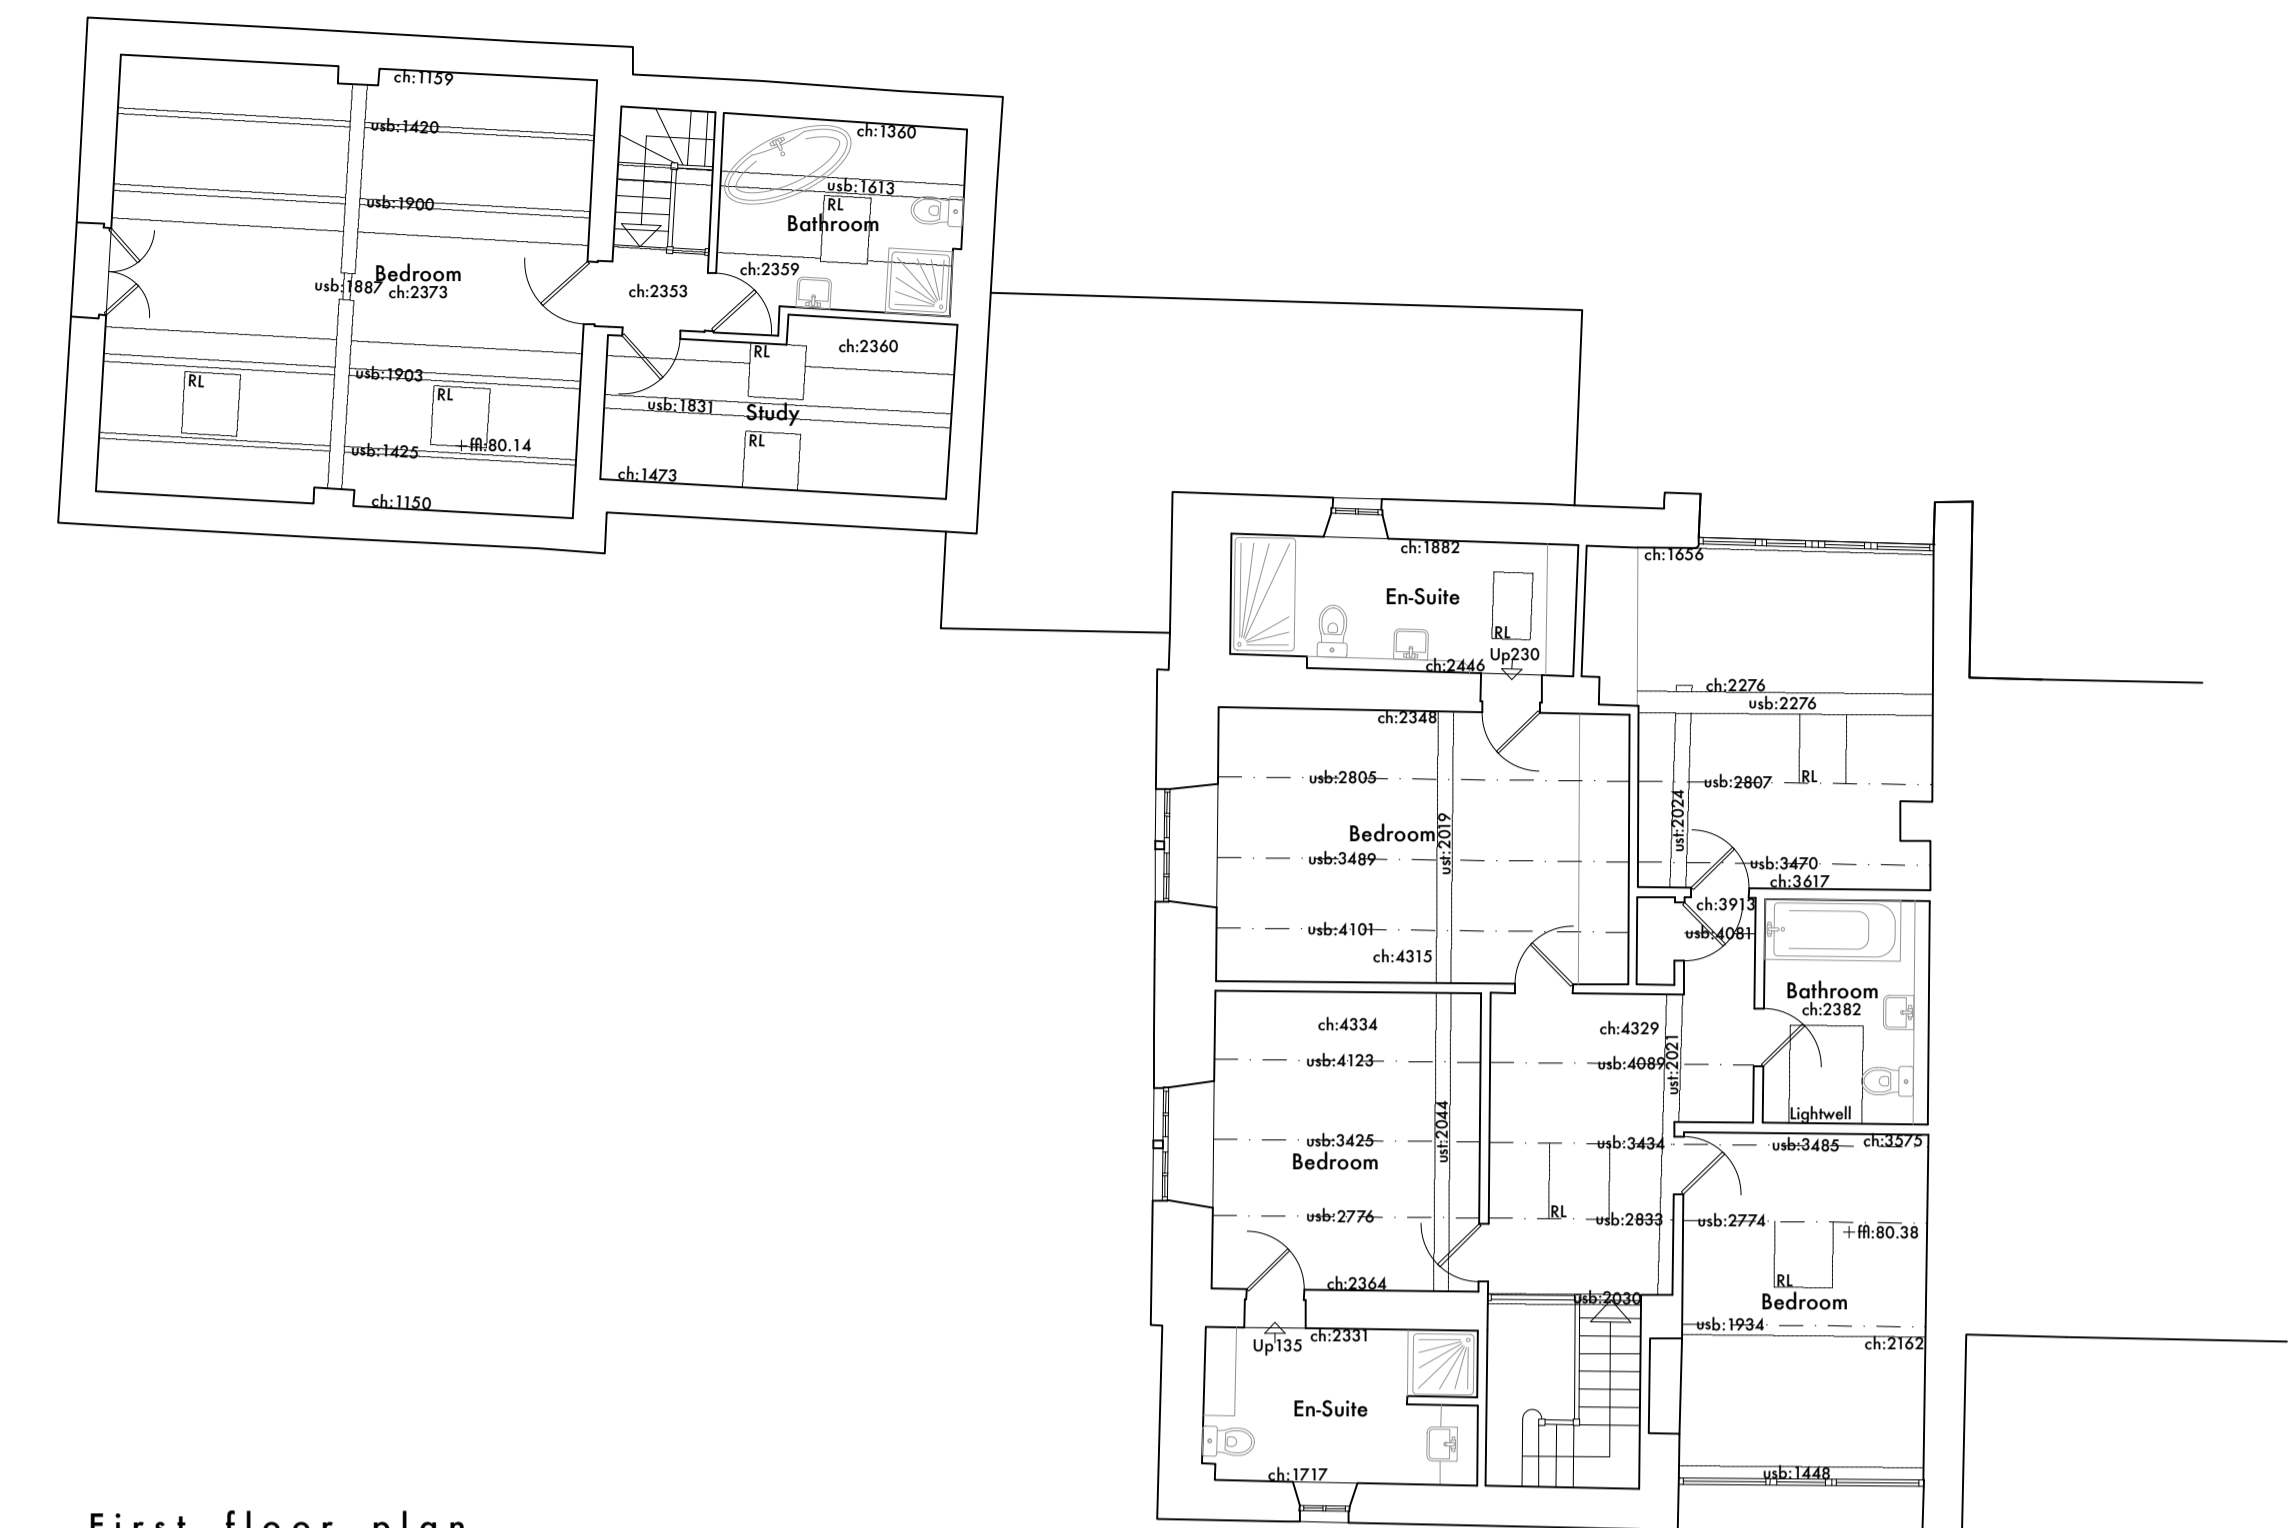 ch:1159
usb:1420
usb:1900
Bedroom
usb:1887
ch:2373
usb:1903
RL
RL
+ffl:80.14
usb:1425
ch:1150
ch:1360
usb:1613
RL
Bathroom
ch:2359
ch:2353
RL
ch:2360
usb:1831
Study
RL
ch:1473
ch:1882
En-Suite
RL
Up230
ch:2446
ch:1656
ch:2276
usb:2276
ch:2348
usb:2805
Bedroom
ust:2019
usb:3489
usb:4101
ch:4315
usb:2807
RL
ust:2024
usb:3470
ch:3617
ch:3913
usb:4081
Bathroom
ch:2382
Lightwell
ch:4334
usb:4123
ust:2044
usb:3425
Bedroom
usb:2776
ch:2364
ch:4329
usb:4089
ust:2021
usb:3434
RL
usb:2833
usb:2030
usb:3485
ch:3575
usb:2774
+ffl:80.38
RL
Bedroom
usb:1934
ch:2162
usb:1448
Up135
ch:2331
En-Suite
ch:1717
First floor plan